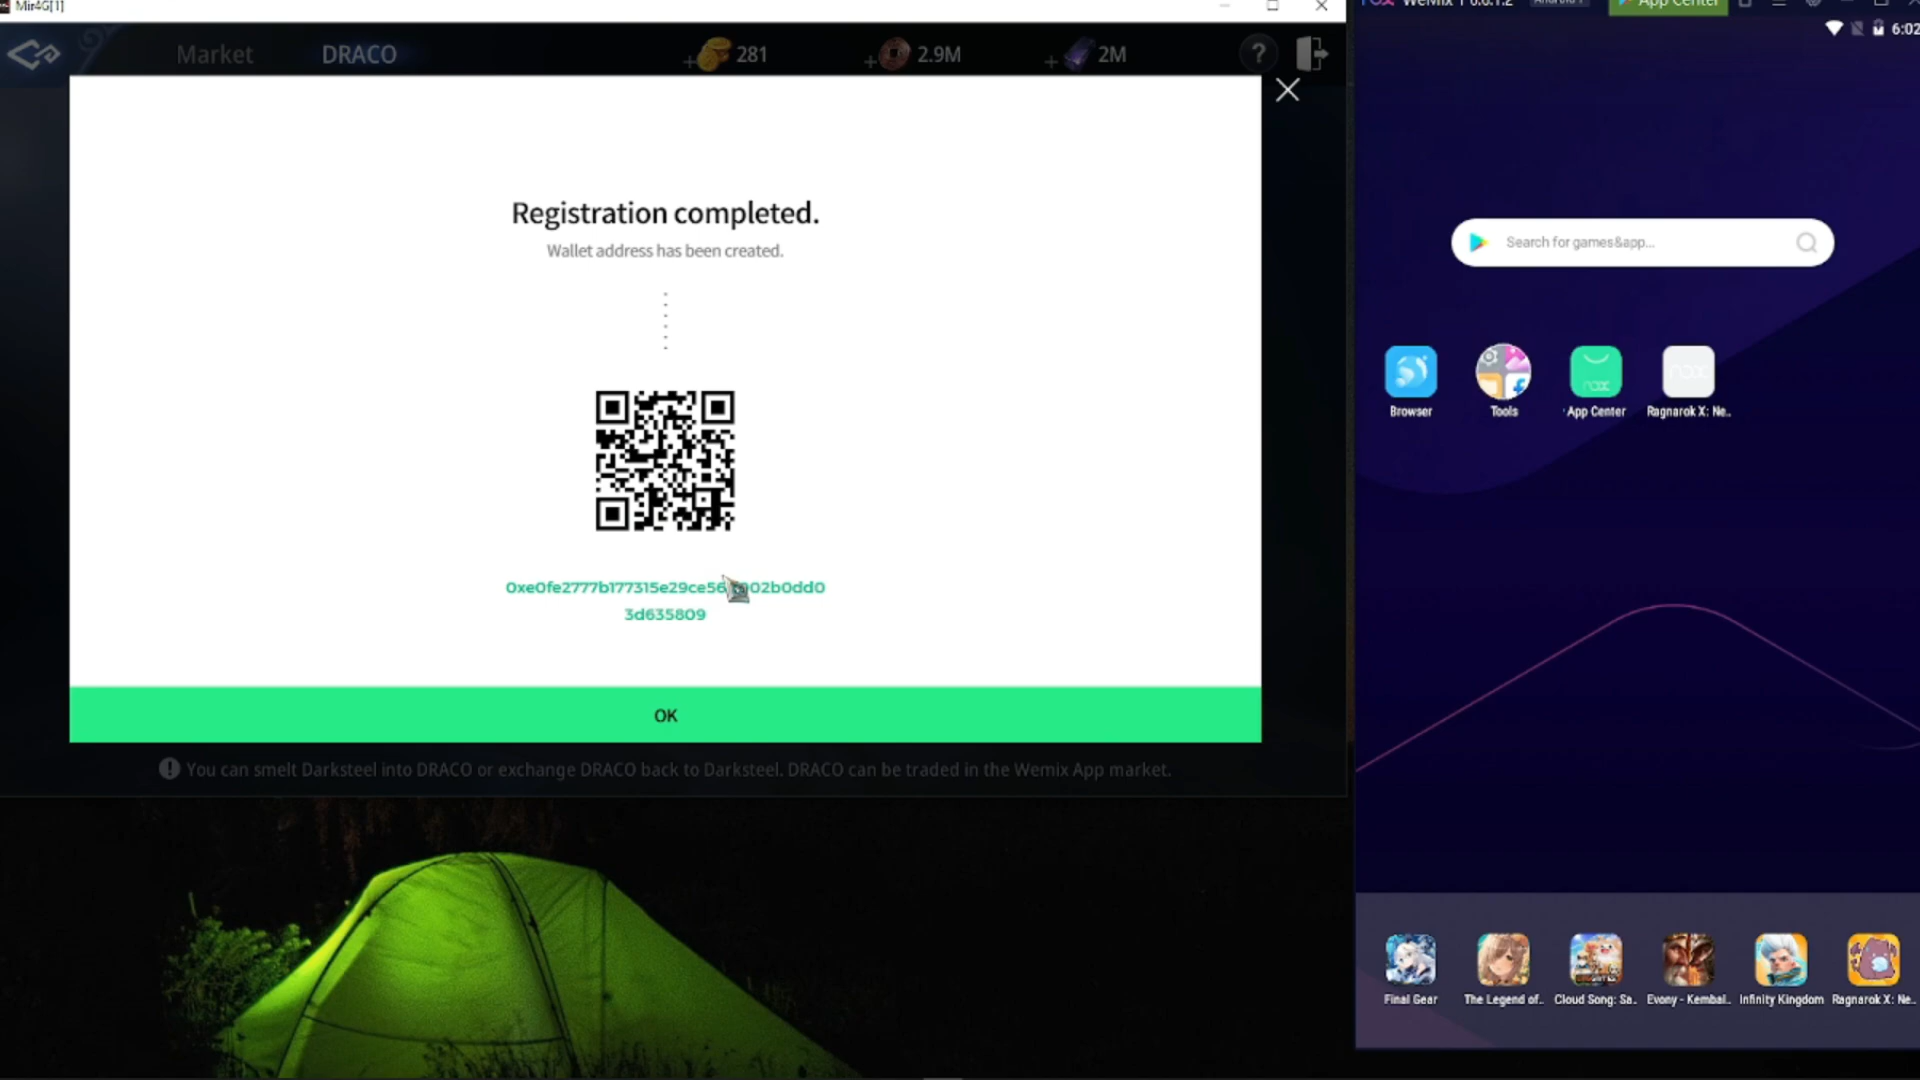 Mir4G[1]
Market
DRACO
281
2.9M
2M
?
Registration completed.
Wallet address has been created.
3d635809
OK
You can smelt Darksteel into DRACO or exchange DRACO back to Darksteel. DRACO can be traded in the Wemix App market.
App Center
6:02
Search for games&app...
Browser
Tools
App Center
nox
Ragnarok X: Ne..
Final Gear
The Legend of..
Cloud Song: Sa..
Evony - Kembal..
Infinity Kingdom
Ragnarok X: Ne..